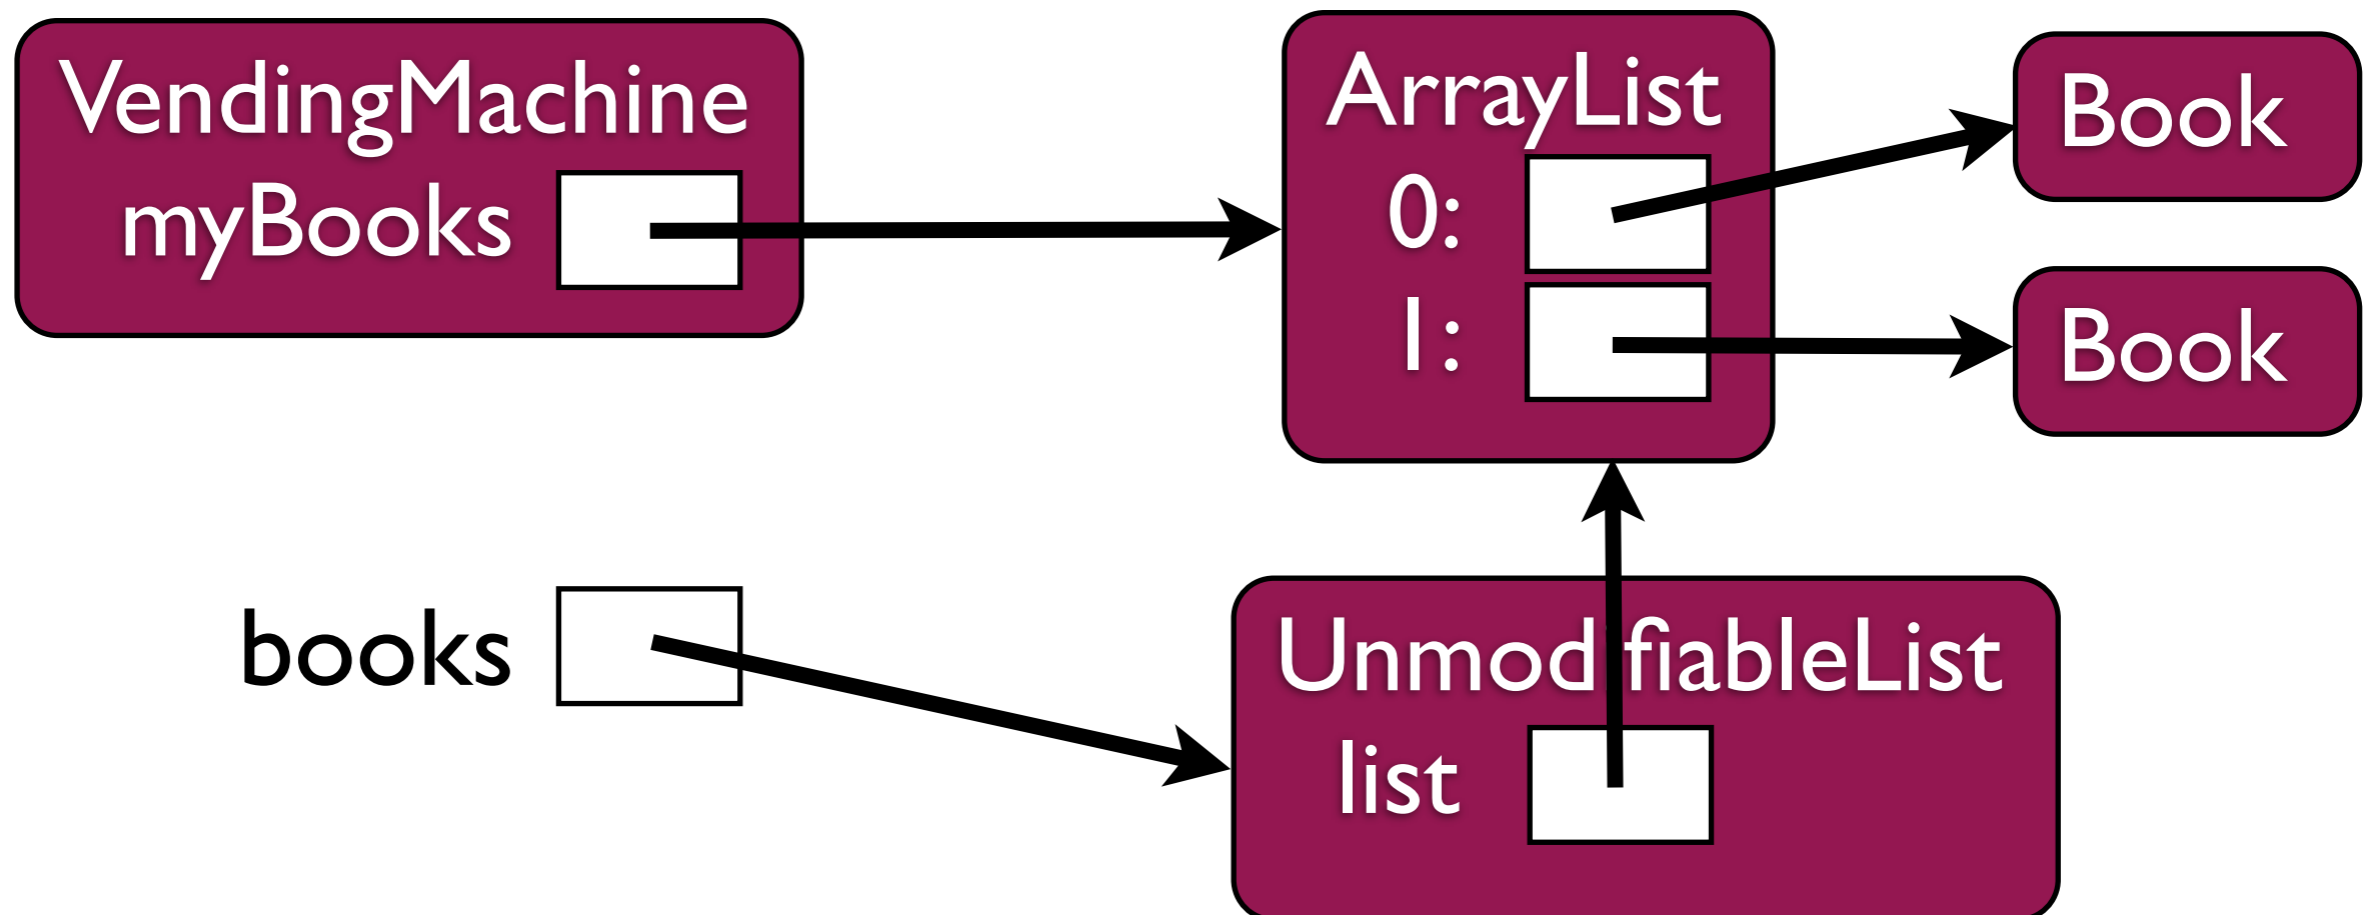 VendingMachine
myBooks
ArrayList
0:
1:
Book
Book
books
UnmodifiableList
list